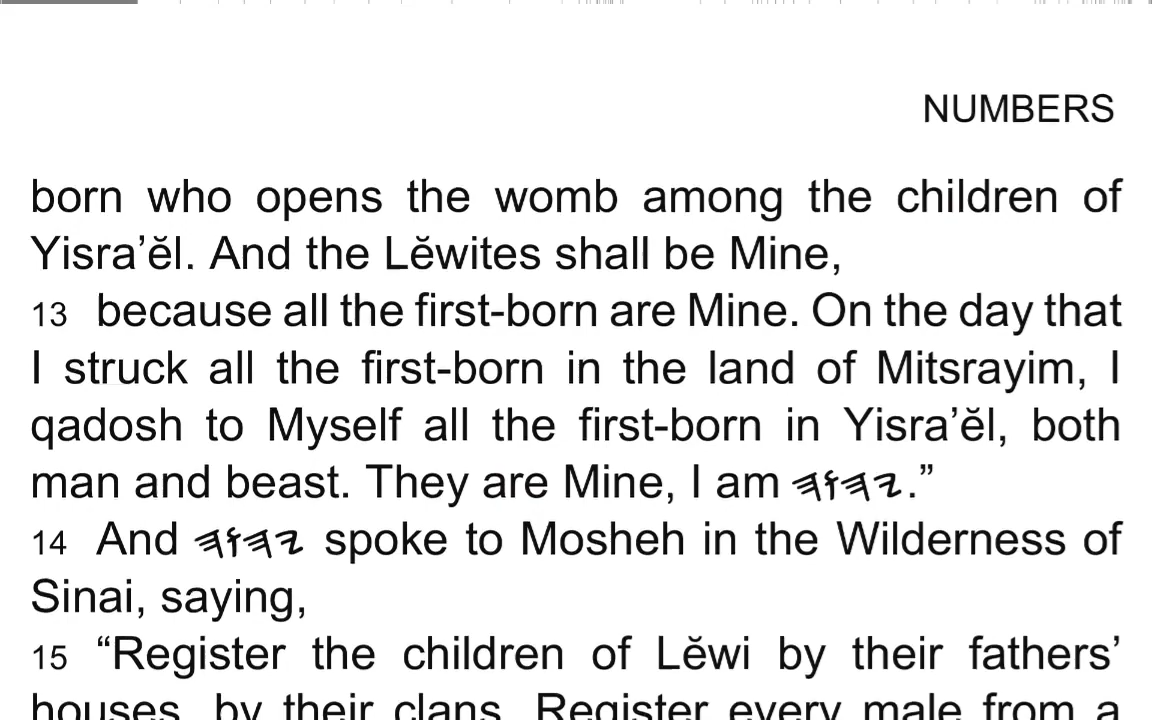 NUMBERS
born who opens the womb among the children of
Yisra’ĕl. And the Lĕwites shall be Mine,
13 because all the first-born are Mine. On the day that
I struck all the first-born in the land of Mitsrayim, I
qadosh to Myself all the first-born in Yisra’ĕl, both
man and beast. They are Mine, I am 𐤉𐤄𐤅𐤄.”
14 And 𐤉𐤄𐤅𐤄 spoke to Mosheh in the Wilderness of
Sinai, saying,
15 “Register the children of Lĕwi by their fathers’
houses, by their clans. Register every male from a